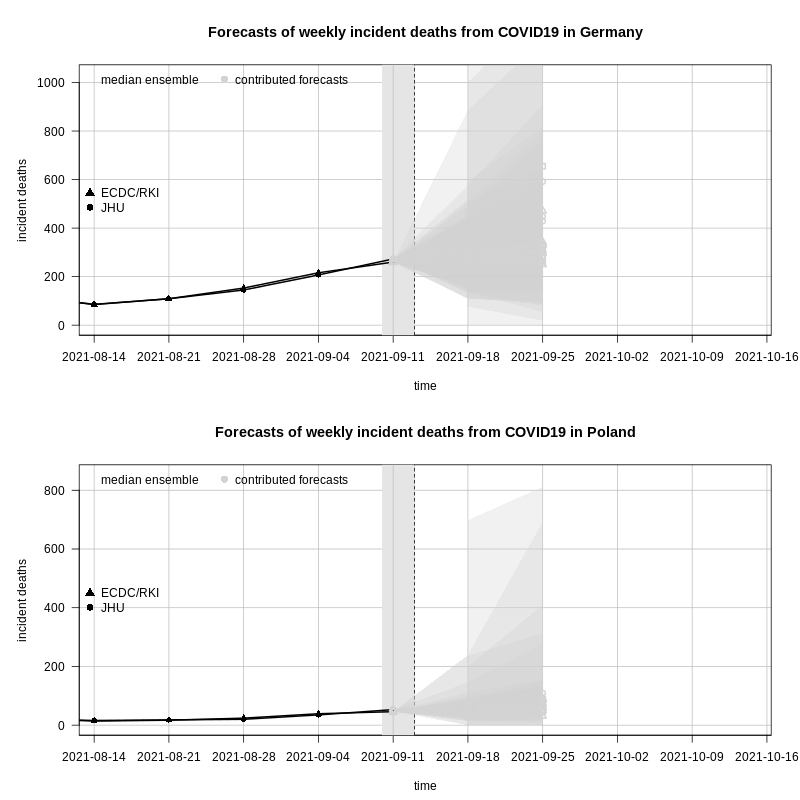 Forecasts of weekly incident deaths from COVID19 in Germany
median ensemble contributed forecasts
1000
800
600
400
200
0
incident deaths
ECDC/RKI
JHU
2021-08-14 2021-08-21 2021-08-28 2021-09-04 2021-09-11 2021-09-18 2021-09-25 2021-10-02 2021-10-09 2021-10-16
time
Forecasts of weekly incident deaths from COVID19 in Poland
median ensemble contributed forecasts
800
600
400
200
0
incident deaths
ECDC/RKI
JHU
2021-08-14 2021-08-21 2021-08-28 2021-09-04 2021-09-11 2021-09-18 2021-09-25 2021-10-02 2021-10-09 2021-10-16
time